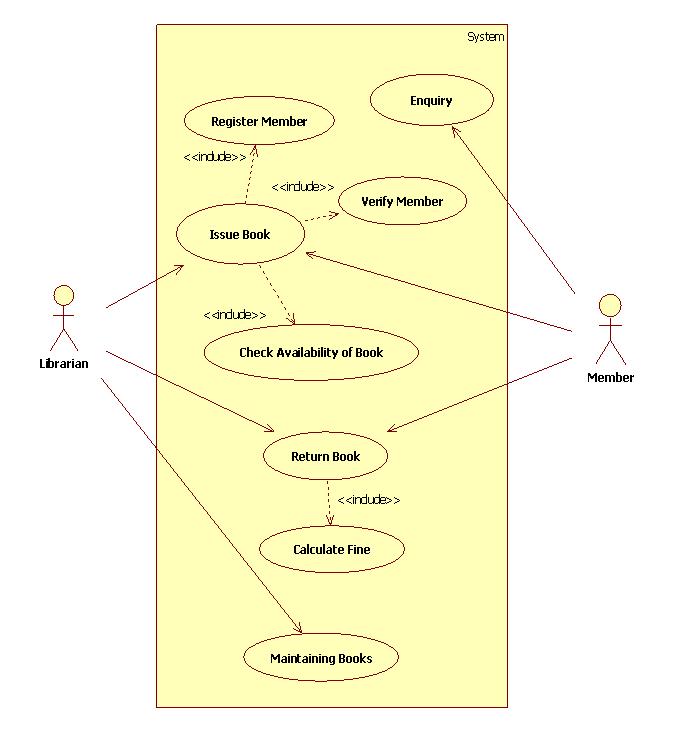 System
Enquiry
Register Member
<<include>>
<<include>>
Verify Member
Issue Book
<<include>>
Check Availability of Book
Librarian
Member
Return Book
<<include>>
Calculate Fine
Maintaining Books